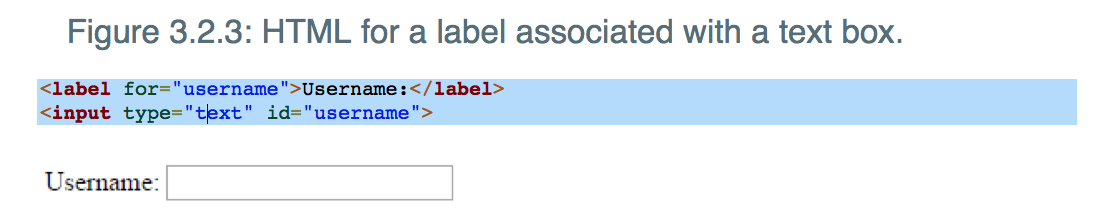 Figure 3.2.3: HTML for a label associated with a text box.
<label for="username">Username:</label>
<input type="text" id="username">
Username: